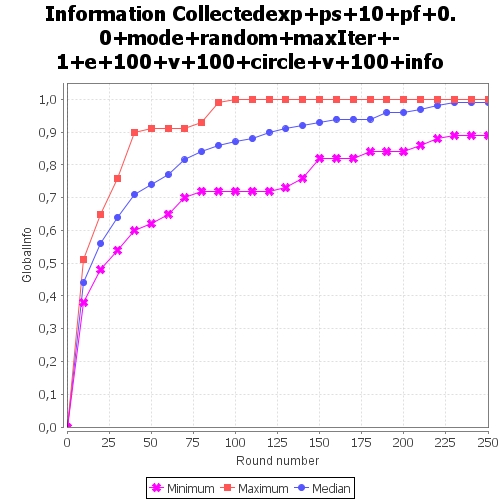 Information Collectedexp+ps+10+pf+0.
0+mode+random+maxIter+-
1+e+100+v+100+circle+v+100+info
1,0
0,9
0,8
0,7
0,6
0,5
0,4
0,3
0,2
0,1
0,0
GlobalInfo
0 25 50 75 100 125 150 175 200 225 250
Round number
Minimum Maximum Median